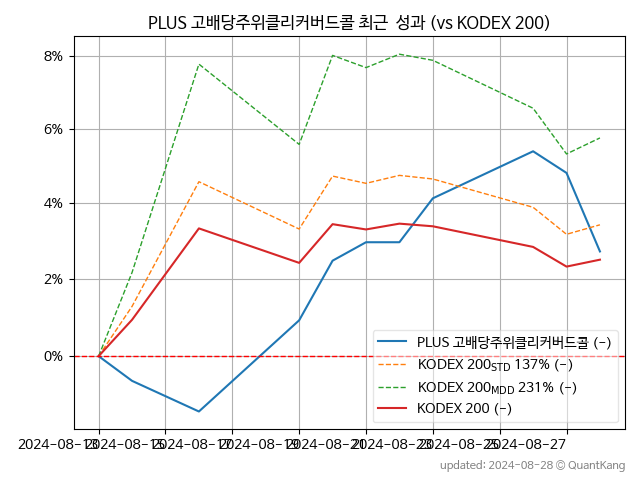 PLUS 고배당주위클리커버드콜 최근 성과 (vs KODEX 200)
8%
6%
4%
2%
0%
PLUS 고배당주위클리커버드콜 (-)
KODEX 200STD 137% (-)
KODEX 200MDD 231% (-)
KODEX 200 (-)
2024-08-13 2024-08-15 2024-08-17 2024-08-19 2024-08-21 2024-08-23 2024-08-25 2024-08-27
updated: 2024-08-28 © QuantKang